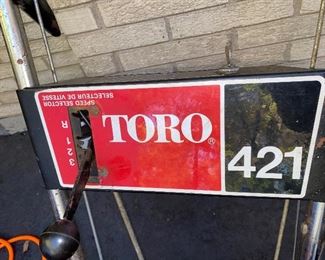 TORO®
421
SPEED SELECTOR
SELECTEUR DE VITESSE
R
1
2
3